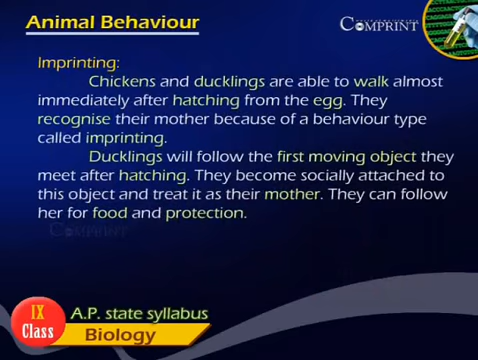 Animal Behaviour
COMPRINT
Imprinting:
Chickens and ducklings are able to walk almost
immediately after hatching from the egg. They
recognise their mother because of a behaviour type
called imprinting.
Ducklings will follow the first moving object they
meet after hatching. They become socially attached to
this object and treat it as their mother. They can follow
her for food and protection.
COMPRINT
IX
Class
A.P. state syllabus
Biology